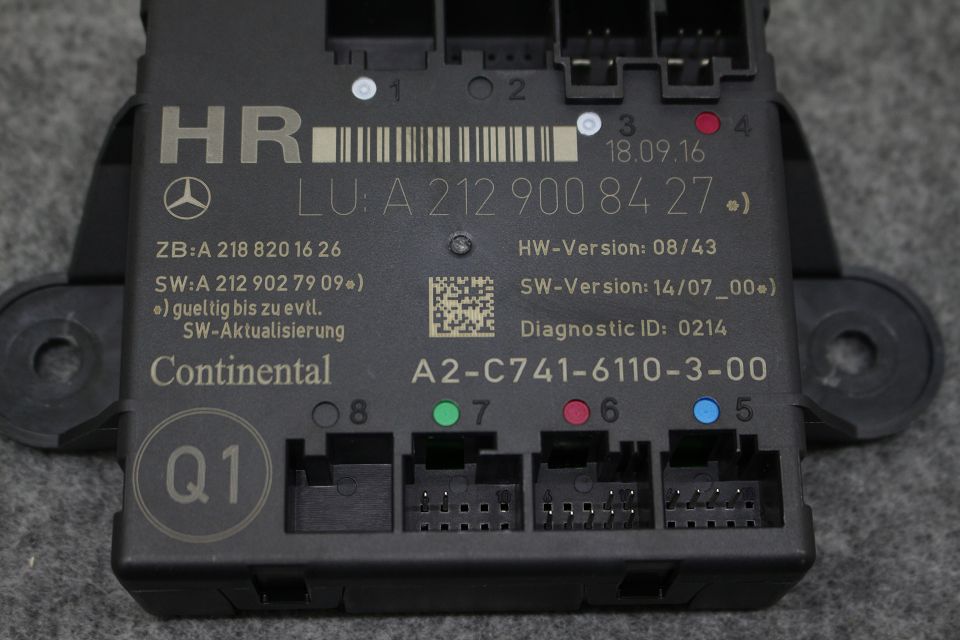 1 2
3 4
HR
18.09.16
LU: A 212 900 84 27 *)
ZB: A 218 820 16 26
HW-Version: 08/43
SW: A 212 902 79 09 *)
SW-Version: 14/07_00 *)
*) gueltig bis zu evtl.
SW-Aktualisierung
Diagnostic ID: 0214
Continental
A2-C741-6110-3-00
8 7 6 5
Q1